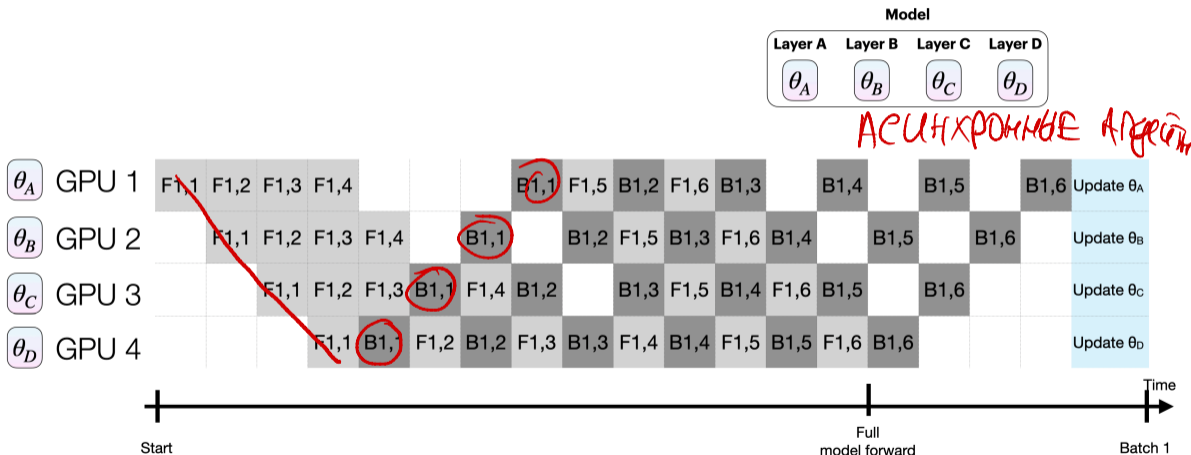 Model
Layer A Layer B Layer C Layer D
θA θB θC θD
АСИНХРОННЫЕ
θA GPU 1 F1,1 F1,2 F1,3 F1,4 B1,1 F1,5 B1,2 F1,6 B1,3 B1,4 B1,5 B1,6 Update θA
θB GPU 2 F1,1 F1,2 F1,3 F1,4 B1,1 B1,2 F1,5 B1,3 F1,6 B1,4 B1,5 B1,6 Update θB
θC GPU 3 F1,1 F1,2 F1,3 B1,1 F1,4 B1,2 B1,3 F1,5 B1,4 F1,6 B1,5 B1,6 Update θC
θD GPU 4 F1,1 B1,1 F1,2 B1,2 F1,3 B1,3 F1,4 B1,4 F1,5 B1,5 F1,6 B1,6 Update θD
Time
Start
Full
model forward
Batch 1